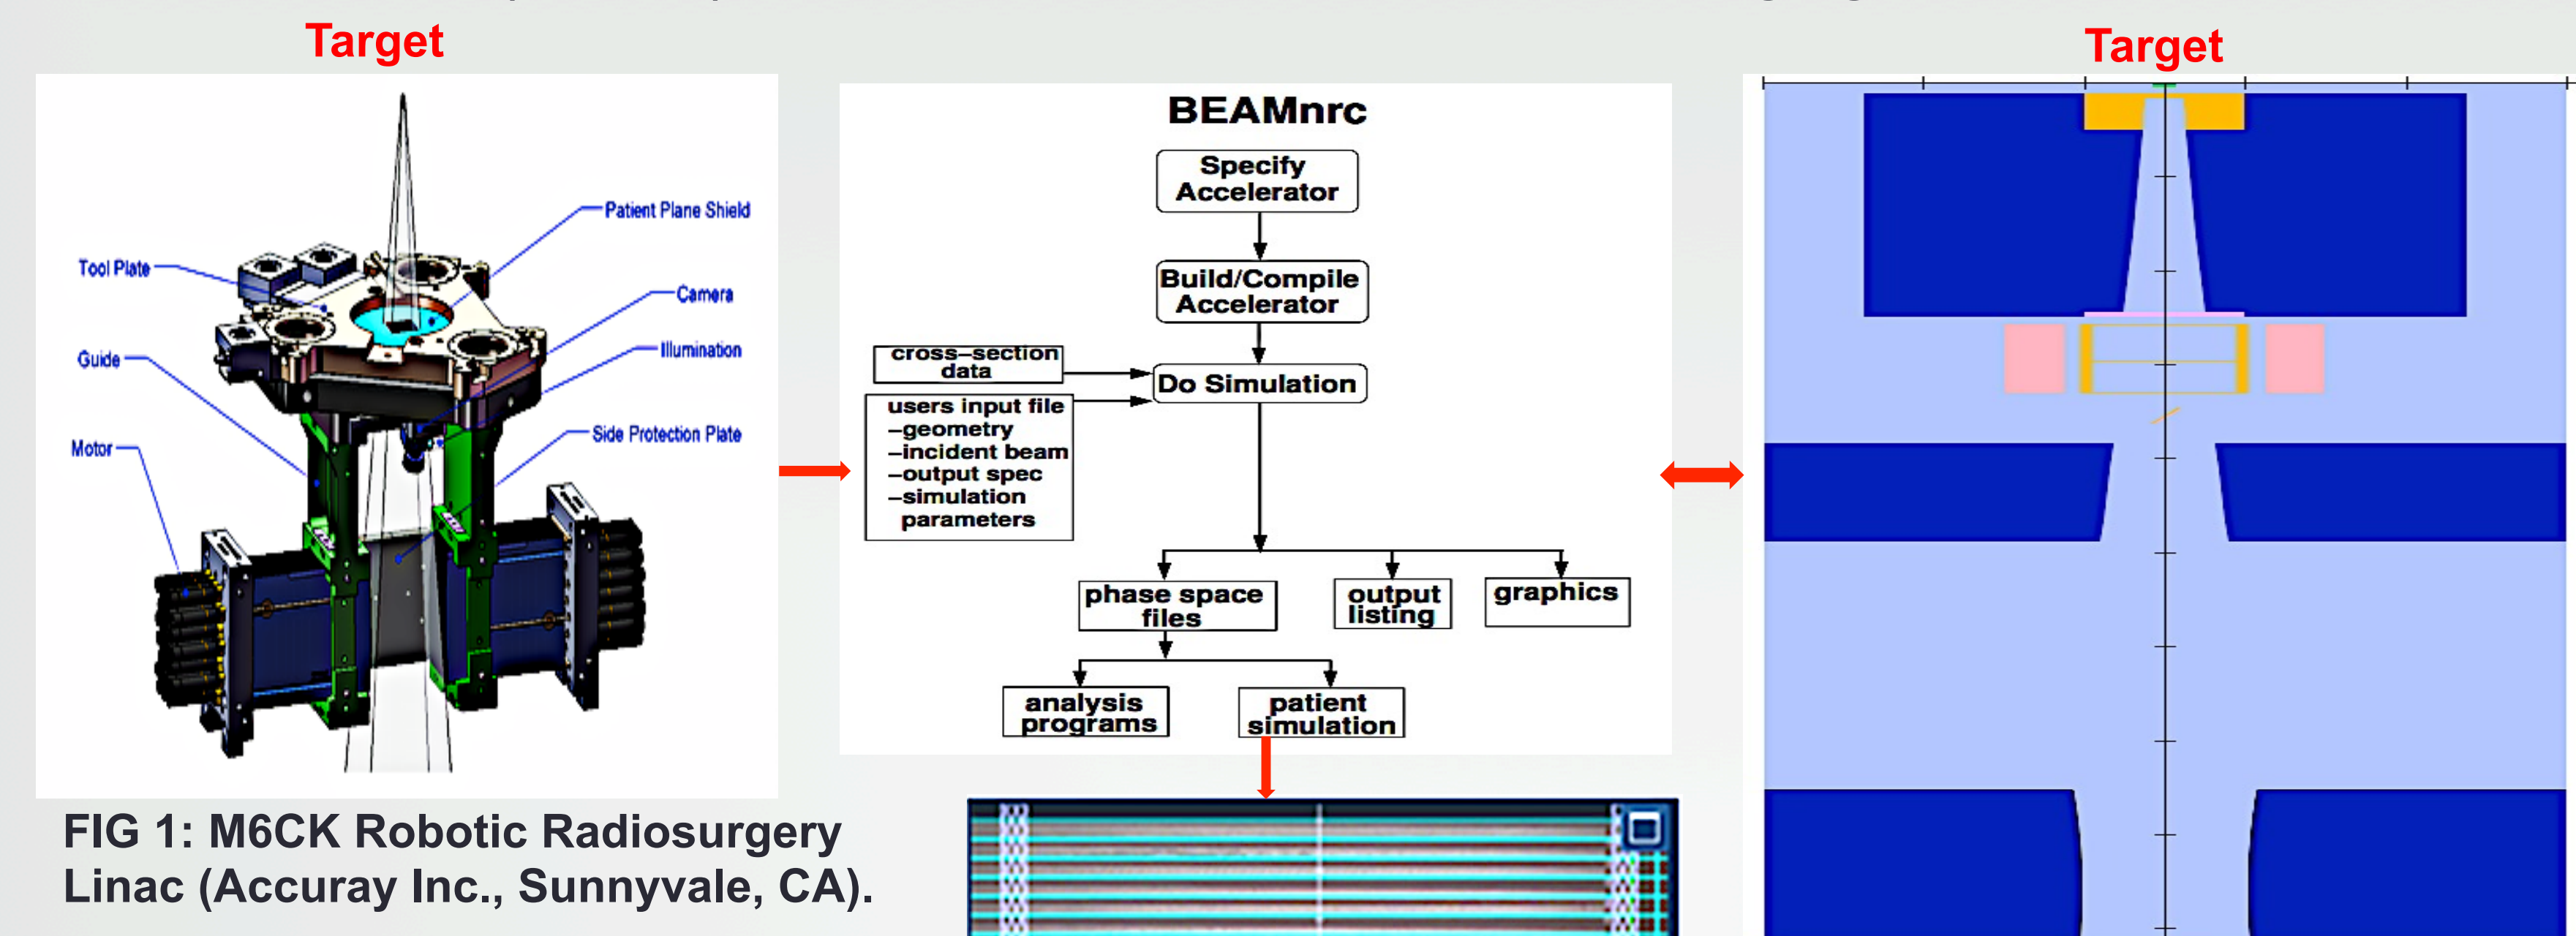 Target
Target
Patient Plane Shield
Tool Plate
Camera
Guide
Illumination
Motor
Side Protection Plate
BEAMnrc
Specify
Accelerator
Build/Compile
Accelerator
cross–section
data
Do Simulation
users input file
–geometry
–incident beam
–output spec
–simulation
parameters
phase space
files
output
listing
graphics
analysis
programs
patient
simulation
FIG 1: M6CK Robotic Radiosurgery
Linac (Accuray Inc., Sunnyvale, CA).